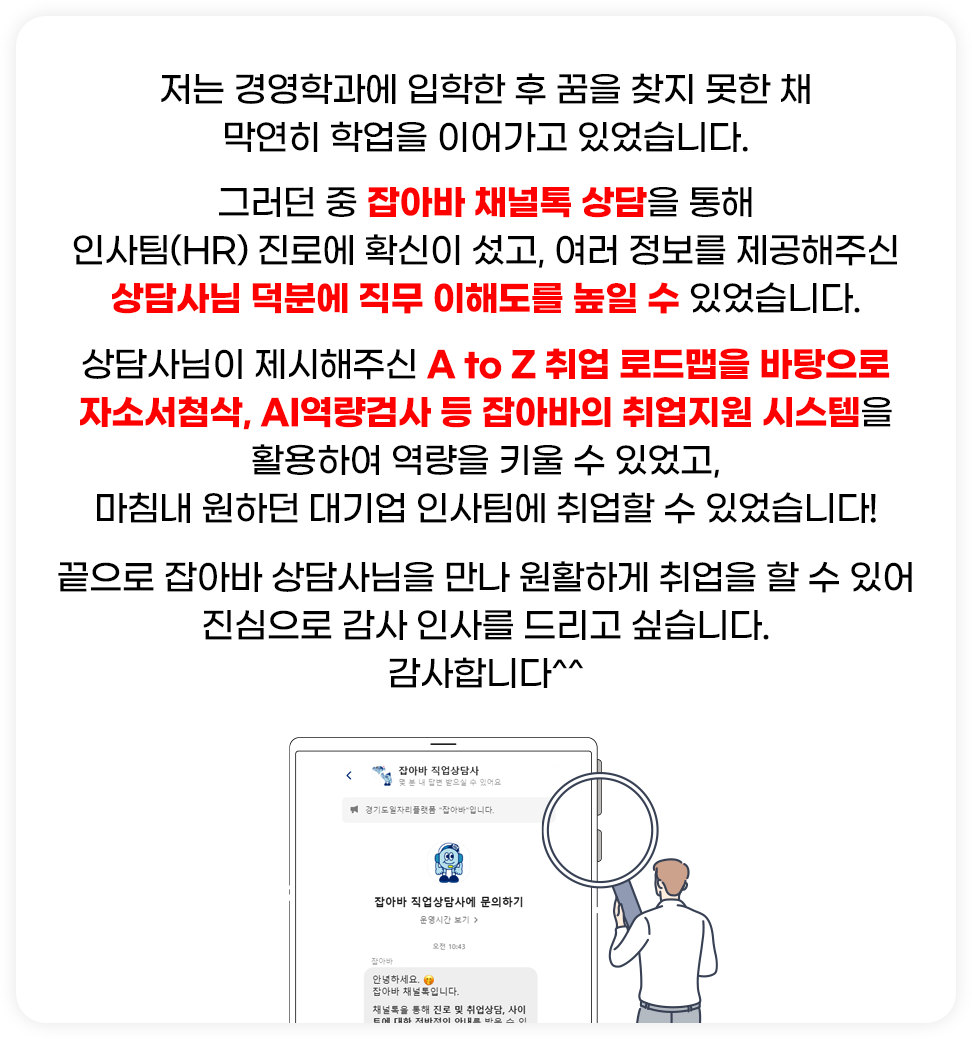 저는 경영학과에 입학한 후 꿈을 찾지 못한 채
막연히 학업을 이어가고 있었습니다.
그러던 중 잡아바 채널톡 상담을 통해
인사팀(HR) 진로에 확신이 섰고, 여러 정보를 제공해주신
상담사님 덕분에 직무 이해도를 높일 수 있었습니다.
상담사님이 제시해주신 A to Z 취업 로드맵을 바탕으로
자소서첨삭, AI역량검사 등 잡아바의 취업지원 시스템을
활용하여 역량을 키울 수 있었고,
마침내 원하던 대기업 인사팀에 취업할 수 있었습니다!
끝으로 잡아바 상담사님을 만나 원활하게 취업을 할 수 있어
진심으로 감사 인사를 드리고 싶습니다.
감사합니다^^
잡아바 직업상담사
몇 분 내 답변 받으실 수 있어요
경기도일자리플랫폼 "잡아바"입니다.
잡아바 직업상담사에 문의하기
운영시간 보기 >
오전 10:43
잡아바
안녕하세요. 🤭
잡아바 채널톡입니다.
채널톡을 통해 진로 및 취업상담, 사이
트에 대한 전반적인 안내를 받을 수 있